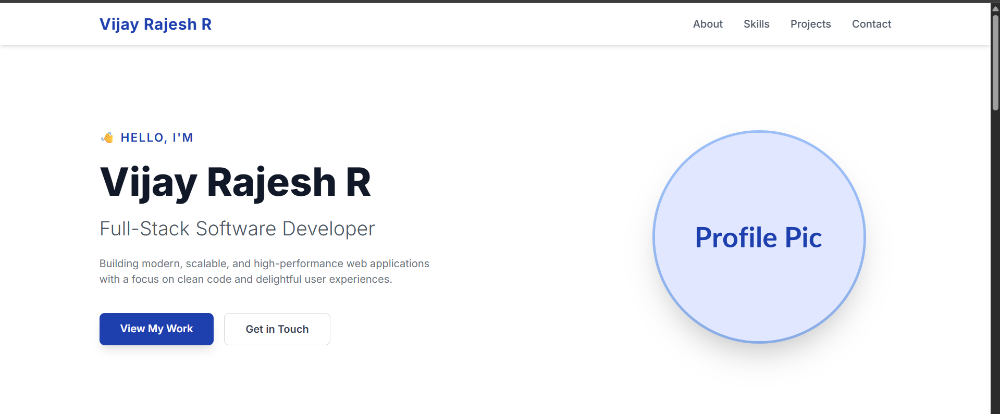 Vijay Rajesh R
About Skills Projects Contact
👋 HELLO, I'M
Vijay Rajesh R
Full-Stack Software Developer
Building modern, scalable, and high-performance web applications
with a focus on clean code and delightful user experiences.
View My Work Get in Touch
Profile Pic